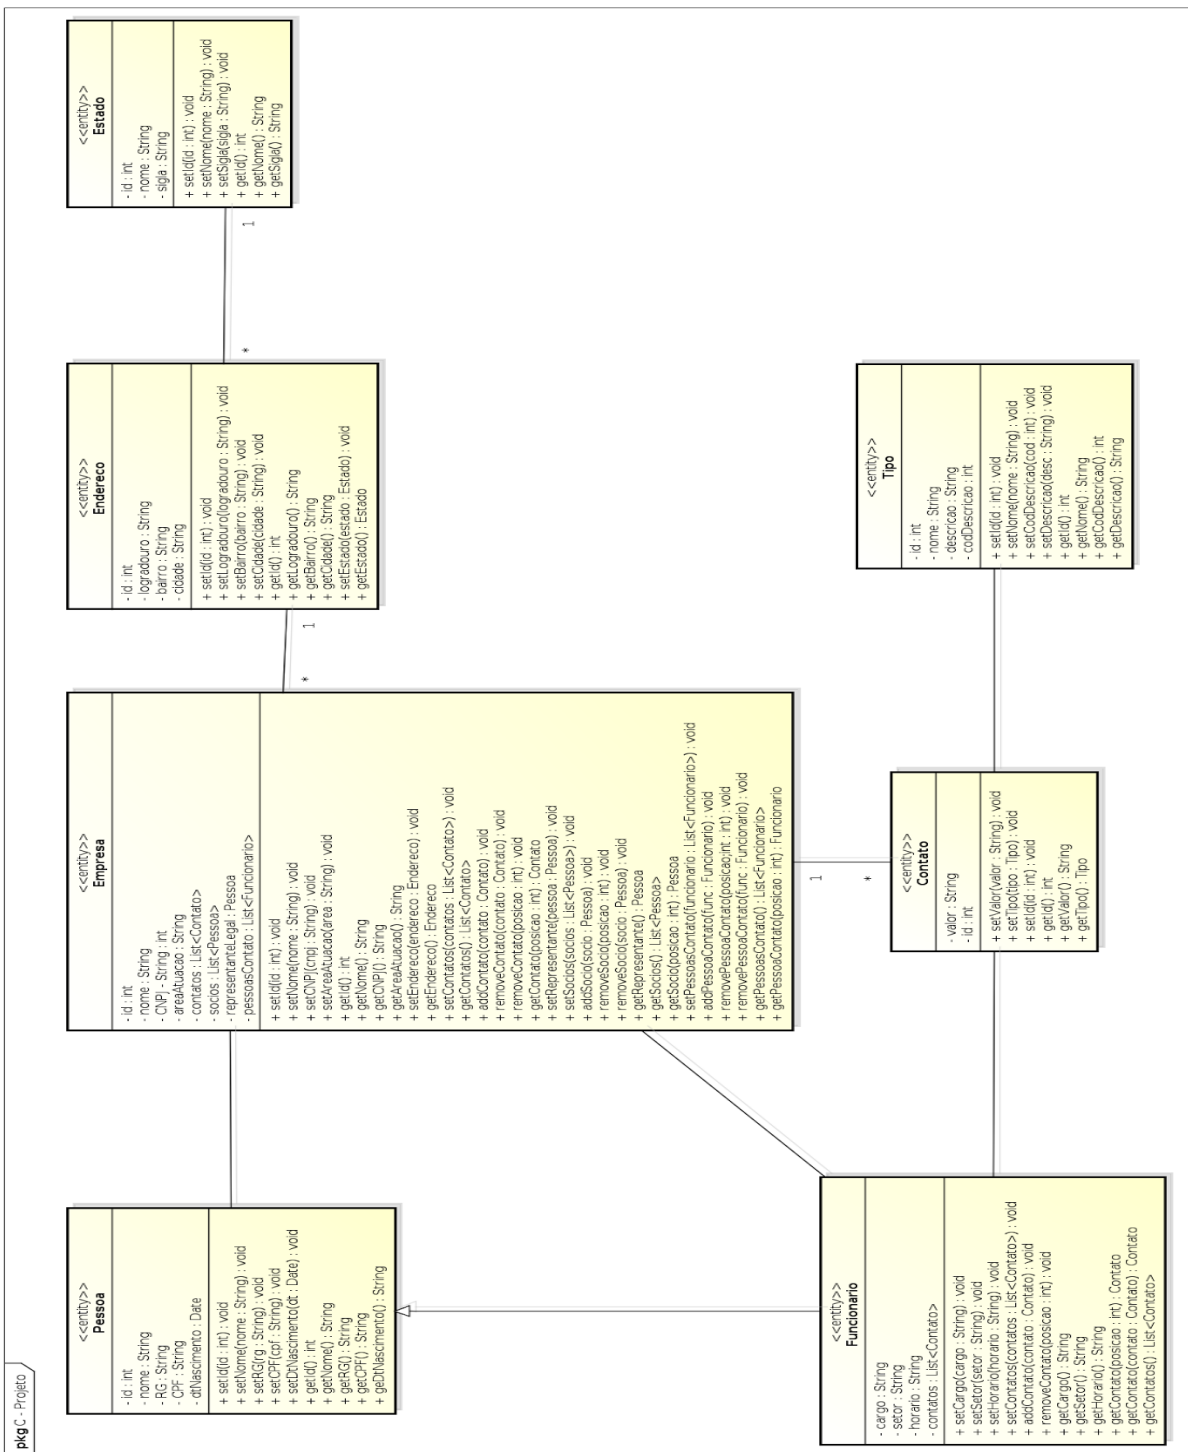 pkg C - Projeto
<<entity>>
Pessoa
- id : int
- nome : String
- RG : String
- CPF : String
- dtNascimento : Date
+ setId(id : int) : void
+ setNome(nome : String) : void
+ setRG(rg : String) : void
+ setCPF(cpf : String) : void
+ setDtNascimento(dt : Date) : void
+ getId() : int
+ getNome() : String
+ getRG() : String
+ getCPF() : String
+ geDtNascimento() : String
<<entity>>
Empresa
- id : int
- nome : String
- CNPJ - String : int
- areaAtuacao : String
- contatos : List<Contato>
- socios : List<Pessoa>
- representanteLegal : Pessoa
- pessoasContato : List<Funcionario>
+ setId(id : int) : void
+ setNome(nome : String) : void
+ setCNPJ(cnpj : String) : void
+ setAreaAtuacao(area : String) : void
+ getId() : int
+ getNome() : String
+ getCNPJ() : String
+ getAreaAtuacao() : String
+ setEndereco(endereco : Endereco) : void
+ getEndereco() : Endereco
+ setContatos(contatos : List<Contato>) : void
+ getContatos() : List<Contato>
+ addContato(contato : Contato) : void
+ removeContato(contato : Contato) : void
+ removeContato(posicao : int) : void
+ getContato(posicao : int) : Contato
+ setRepresentante(pessoa : Pessoa) : void
+ setSocios(socios : List<Pessoa>) : void
+ addSocio(socio : Pessoa) : void
+ removeSocio(posicao : int) : void
+ removeSocio(socio : Pessoa) : void
+ getRepresentante() : Pessoa
+ getSocios() : List<Pessoa>
+ getSocio(posicao : int) : Pessoa
+ setPessoasContato(funcionario : List<Funcionario>) : void
+ addPessoaContato(func : Funcionario) : void
+ removePessoaContato(posicao;int : int) : void
+ removePessoaContato(func : Funcionario) : void
+ getPessoasContato() : List<Funcionario>
+ getPessoaContato(posicao : int) : Funcionario
*
1
<<entity>>
Endereco
- id : int
- logradouro : String
- bairro : String
- cidade : String
+ setId(id : int) : void
+ setLogradouro(logradouro : String) : void
+ setBairro(bairro : String) : void
+ setCidade(cidade : String) : void
+ getId() : int
+ getLogradouro() : String
+ getBairro() : String
+ getCidade() : String
+ setEstado(estado : Estado) : void
+ getEstado() : Estado
*
1
<<entity>>
Estado
- id : int
- nome : String
- sigla : String
+ setId(id : int) : void
+ setNome(nome : String) : void
+ setSigla(sigla : String) : void
+ getId() : int
+ getNome() : String
+ getSigla() : String
1
*
<<entity>>
Funcionario
- cargo : String
- setor : String
- horario : String
- contatos : List<Contato>
+ setCargo(cargo : String) : void
+ setSetor(setor : String) : void
+ setHorario(horario : String) : void
+ setContatos(contatos : List<Contato>) : void
+ addContato(contato : Contato) : void
+ removeContato(posicao : int) : void
+ getCargo() : String
+ getSetor() : String
+ getHorario() : String
+ getContato(posicao : int) : Contato
+ getContato(contato : Contato) : Contato
+ getContatos() : List<Contato>
<<entity>>
Contato
- valor : String
- id : int
+ setValor(valor : String) : void
+ setTipo(tipo : Tipo) : void
+ setId(id : int) : void
+ getId() : int
+ getValor() : String
+ getTipo() : Tipo
<<entity>>
Tipo
- id : int
- nome : String
- descricao : String
- codDescricao : int
+ setId(id : int) : void
+ setNome(nome : String) : void
+ setCodDescricao(cod : int) : void
+ setDescricao(desc : String) : void
+ getId() : int
+ getNome() : String
+ getCodDescricao() : int
+ getDescricao() : String